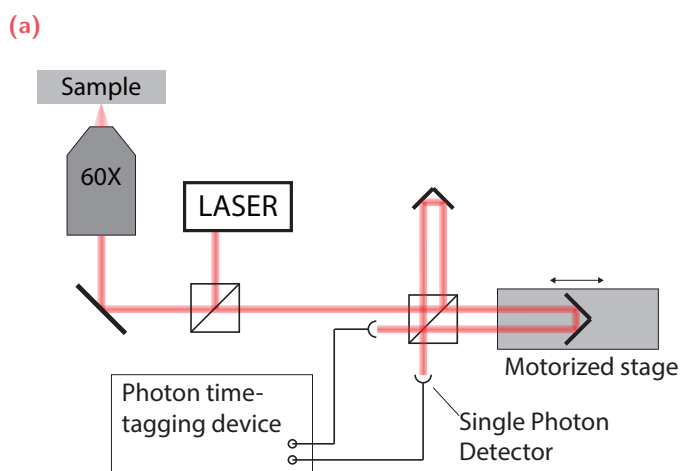 (a)
Sample
60X
LASER
Motorized stage
Photon time-
tagging device
Single Photon
Detector